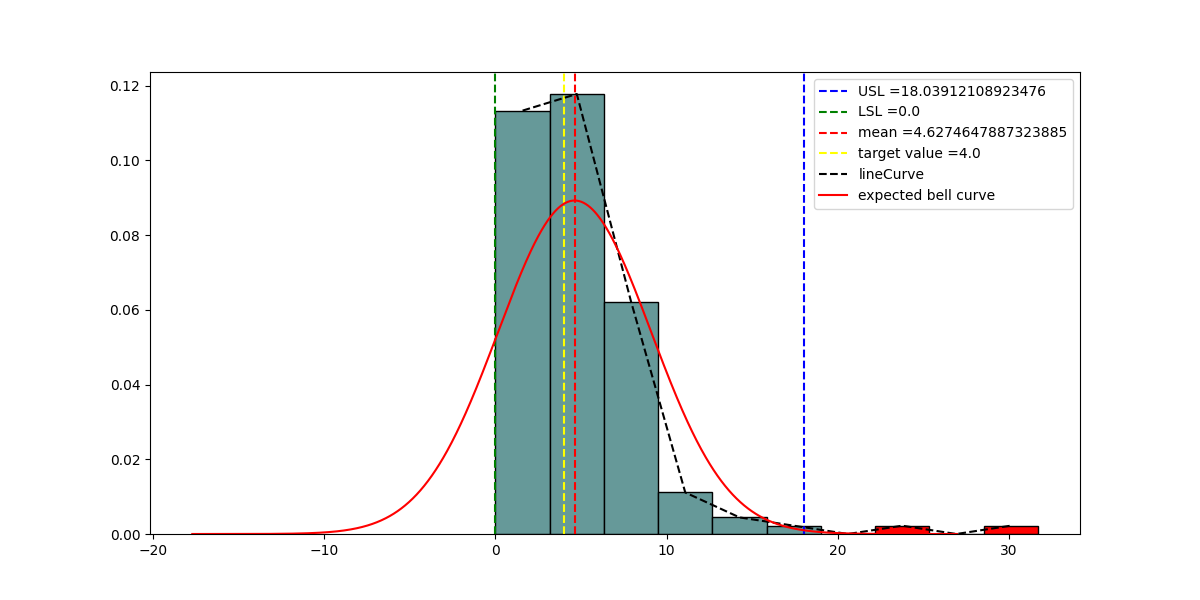 0.12
0.10
0.08
0.06
0.04
0.02
0.00
−20
−10
0
10
20
30
USL =18.03912108923476
LSL =0.0
mean =4.6274647887323885
target value =4.0
lineCurve
expected bell curve